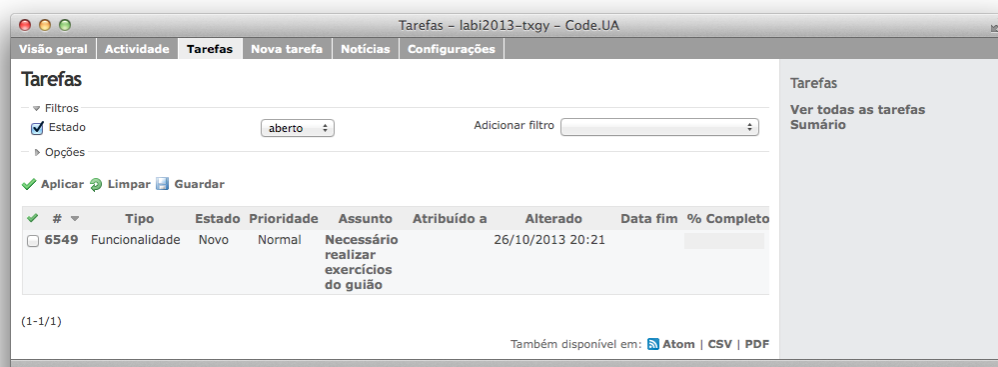 Tarefas – labi2013-txgy – Code.UA
Visão geral Actividade Tarefas Nova tarefa Notícias Configurações
Tarefas
Filtros
Estado aberto Adicionar filtro
Opções
Aplicar Limpar Guardar
# Tipo Estado Prioridade Assunto Atribuído a Alterado Data fim % Completo
6549 Funcionalidade Novo Normal Necessário 26/10/2013 20:21
realizar
exercícios
do guião
(1-1/1)
Também disponível em: Atom | CSV | PDF
Tarefas
Ver todas as tarefas
Sumário